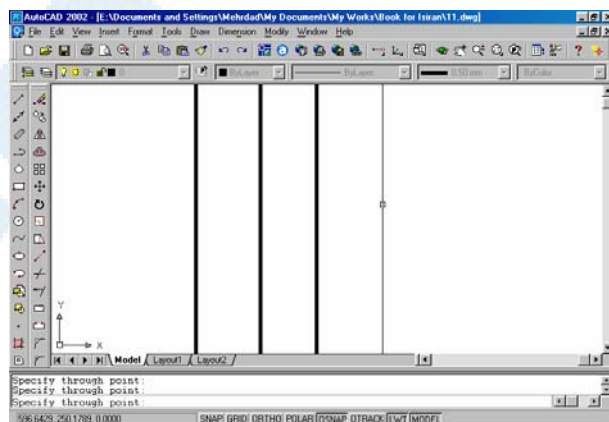 AutoCAD 2002 - [E:\Documents and Settings\Mehrdad\My Documents\My Works\Book for Isiran\11.dwg]
File Edit View Insert Format Tools Draw Dimension Modify Window Help
0 ByLayer ByLayer 0.50 mm ByColor
Y
X
Model Layout1 Layout2
Specify through point:
Specify through point:
Specify through point:
596.6429, 250.1789, 0.0000 SNAP GRID ORTHO POLAR OSNAP OTRACK LWT MODEL